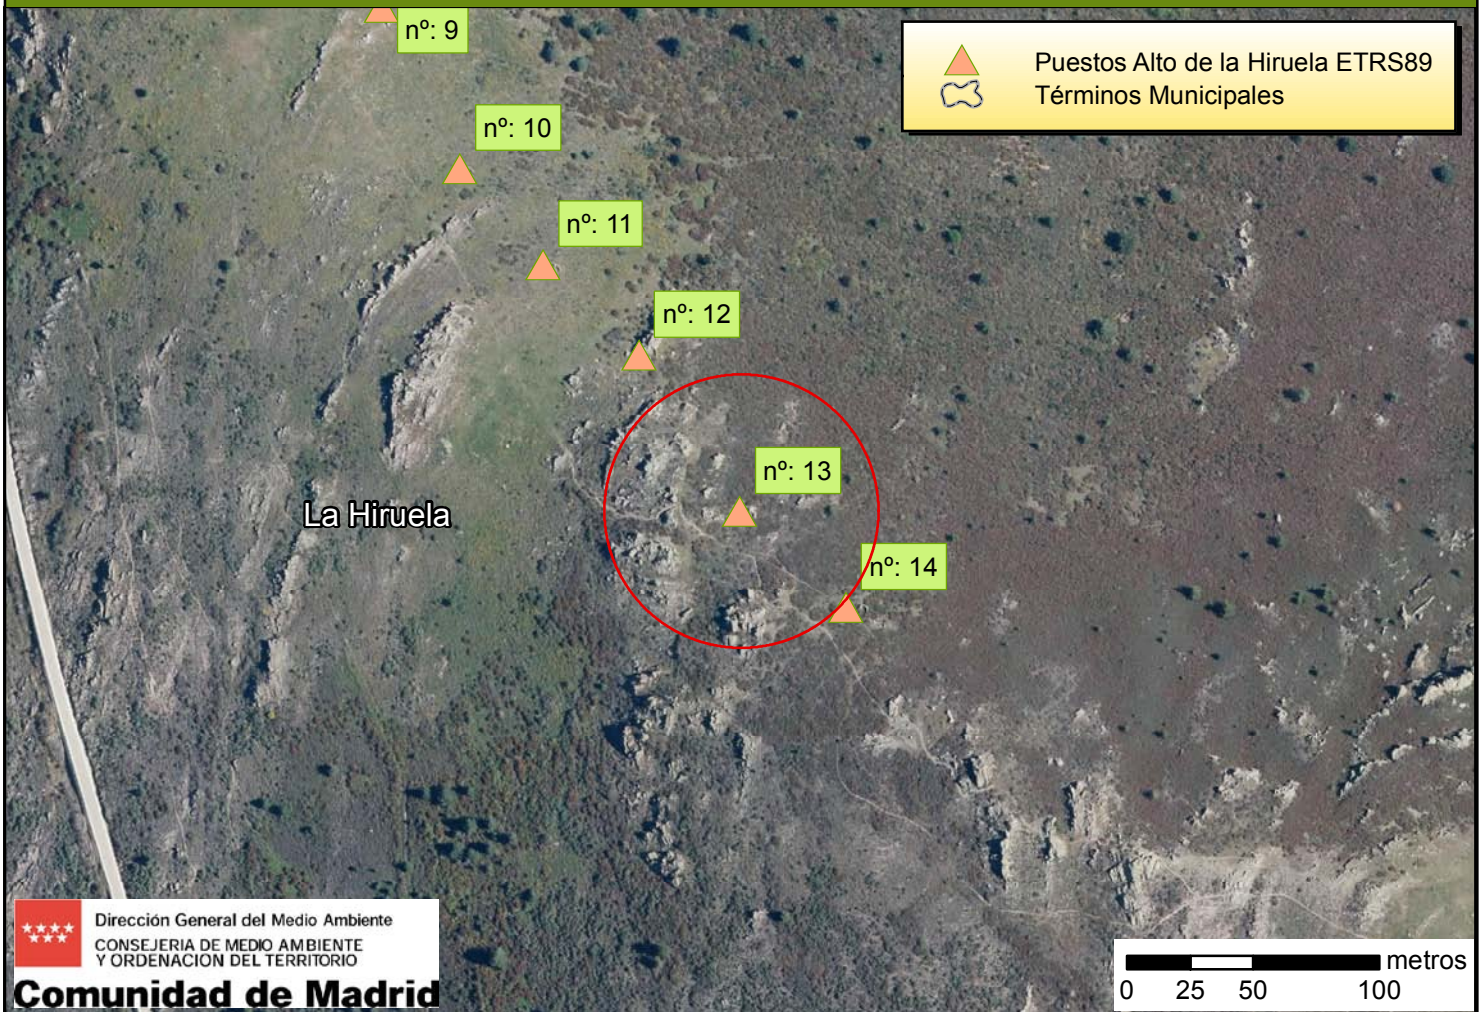 nº: 9
Puestos Alto de la Hiruela ETRS89
Términos Municipales
nº: 10
nº: 11
nº: 12
nº: 13
La Hiruela
nº: 14
Dirección General del Medio Ambiente
CONSEJERIA DE MEDIO AMBIENTE
Y ORDENACION DEL TERRITORIO
Comunidad de Madrid
metros
0 25 50 100